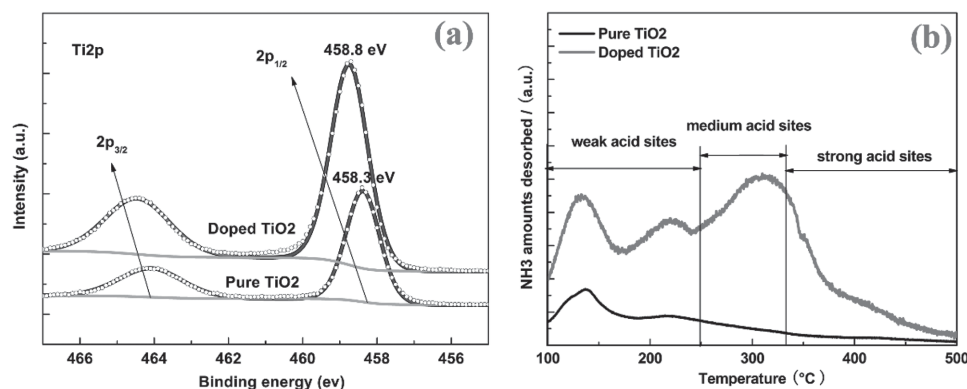 (a)
Ti2p
458.8 eV
2p1/2
2p3/2
458.3 eV
Doped TiO2
Pure TiO2
Intensity (a.u.)
466 464 462 460 458 456
Binding energy (ev)
(b)
Pure TiO2
Doped TiO2
medium acid sites
weak acid sites
strong acid sites
NH3 amounts desorbed / (a.u.)
100 200 300 400 500
Temperature (°C)